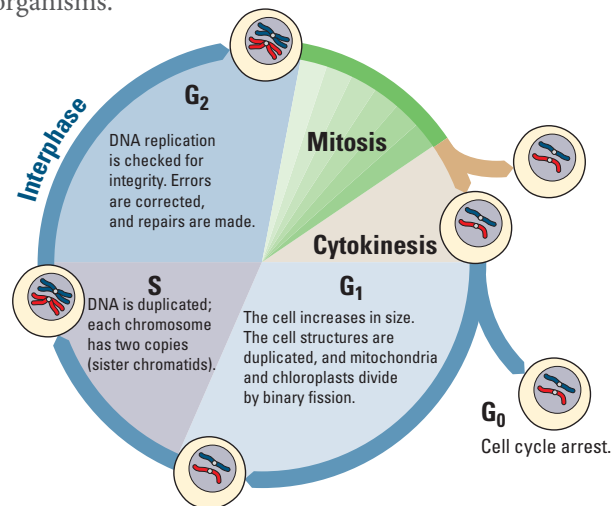 organisms.
Interphase
G₂
DNA replication
is checked for
integrity. Errors
are corrected,
and repairs are made.
Mitosis
Cytokinesis
S
DNA is duplicated;
each chromosome
has two copies
(sister chromatids).
G₁
The cell increases in size.
The cell structures are
duplicated, and mitochondria
and chloroplasts divide
by binary fission.
G₀
Cell cycle arrest.